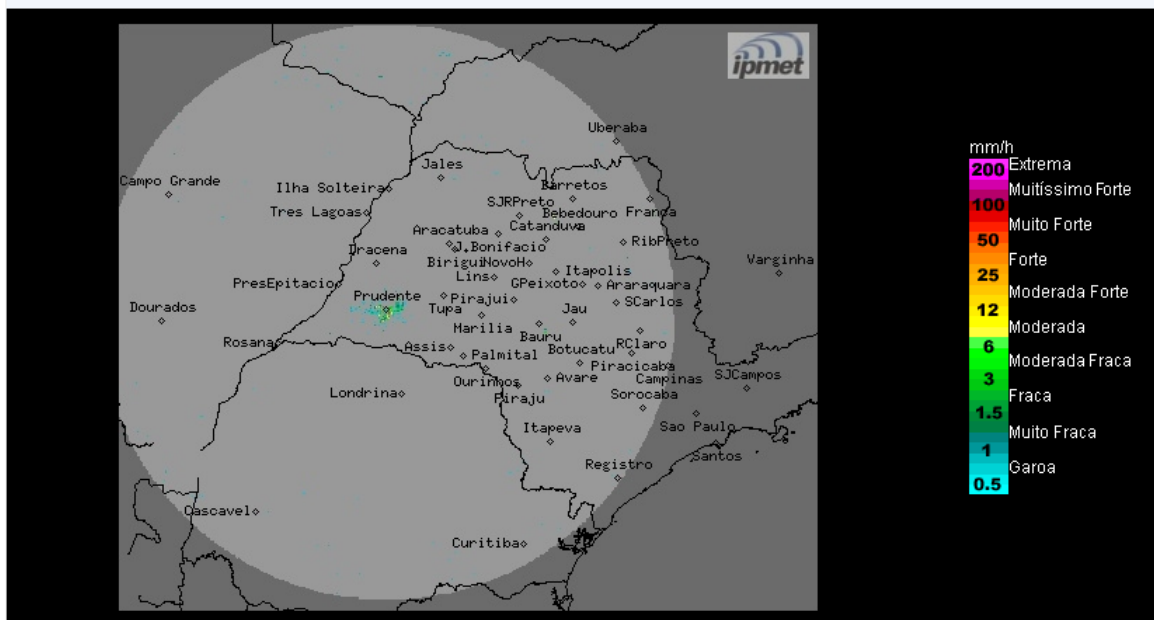 ipmet
Uberaba
Jales
Campo Grande
Ilha Solteira
Barretos
Tres Lagoas
SJRPreto
Bebedouro
Franca
Aracatuba
Catanduva
Dracena
J.Bonifacio
RibPreto
Birigui
NovoH
Itapolis
Varginha
Lins
PresEpitacio
GPeixoto
Araraquara
Prudente
Pirajui
SCarlos
Dourados
Tupa
Jau
Marilia
Bauru
Rosana
Assis
Botucatu
RClaro
Palmital
Piracicaba
Ourinhos
Avare
Campinas
SJCampos
Londrina
Piraju
Sorocaba
Itapeva
Sao Paulo
Santos
Registro
Cascavel
Curitiba
mm/h
200 Extrema
Muitíssimo Forte
100
Muito Forte
50
Forte
25
Moderada Forte
12
Moderada
6
Moderada Fraca
3
Fraca
1.5
Muito Fraca
1
Garoa
0.5